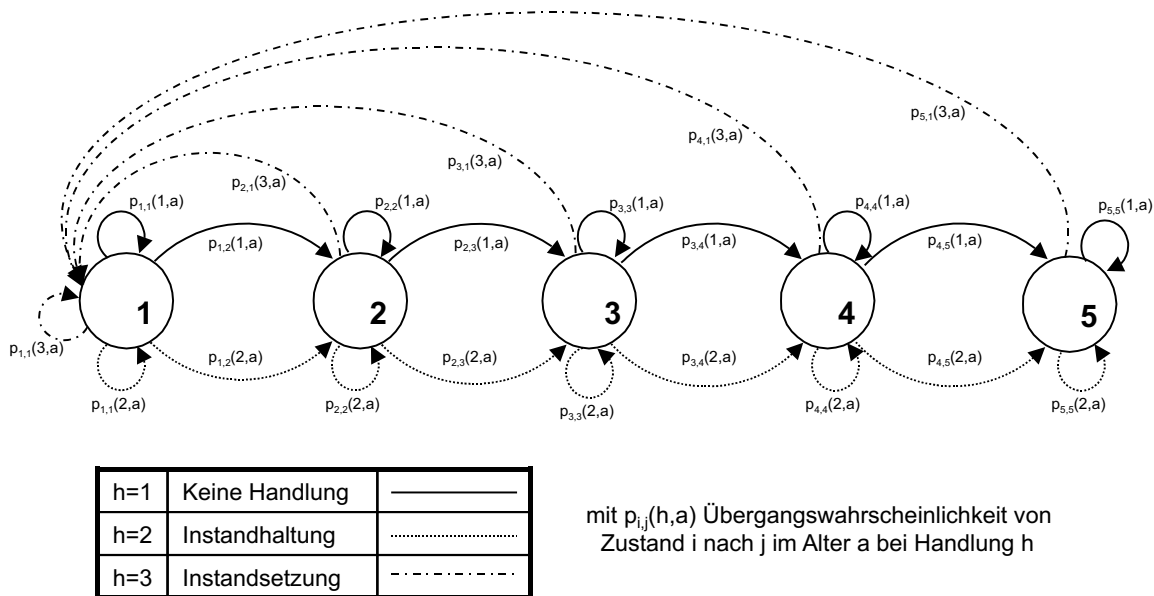 p5,1(3,a)
p4,1(3,a)
p3,1(3,a)
p2,1(3,a)
p1,1(1,a)
p2,2(1,a)
p3,3(1,a)
p4,4(1,a)
p5,5(1,a)
p1,2(1,a)
p2,3(1,a)
p3,4(1,a)
p4,5(1,a)
1
2
3
4
5
p1,1(3,a)
p1,2(2,a)
p2,3(2,a)
p3,4(2,a)
p4,5(2,a)
p1,1(2,a)
p2,2(2,a)
p3,3(2,a)
p4,4(2,a)
p5,5(2,a)
h=1 Keine Handlung
h=2 Instandhaltung
h=3 Instandsetzung
mit pi,j(h,a) Übergangswahrscheinlichkeit von
Zustand i nach j im Alter a bei Handlung h